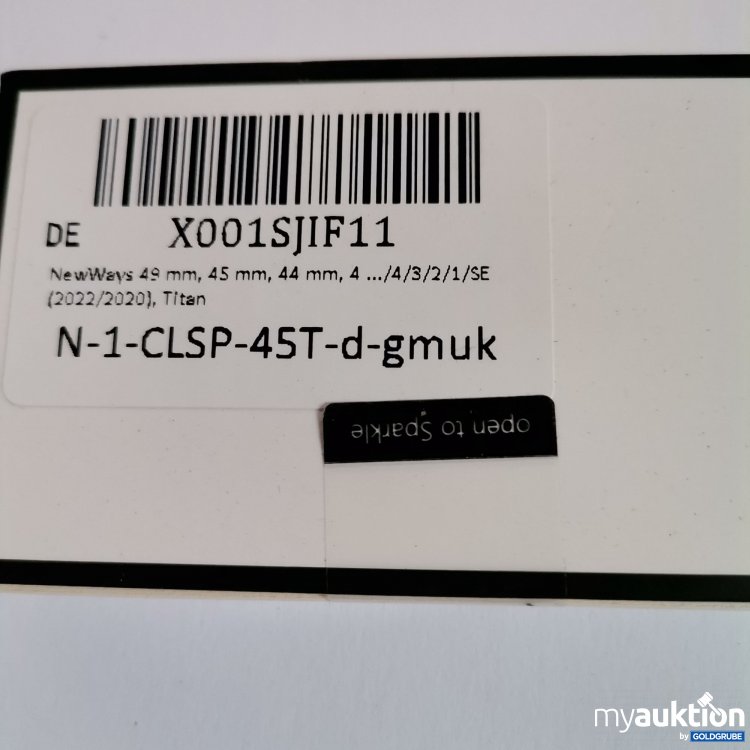 DE X001SJIF11
NewWays 49 mm, 45 mm, 44 mm, 4 .../4/3/2/1/SE
(2022/2020), Titan
N-1-CLSP-45T-d-gmuk
open to Sparkle
myauktion
by GOLDGRUBE